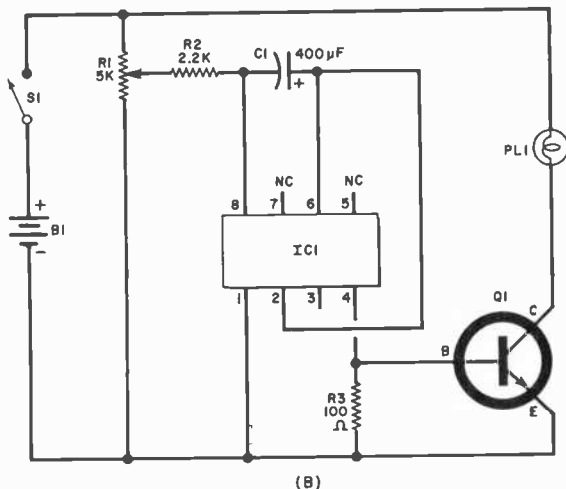 S1
+
B1
-
R1
5K
R2
2.2K
C1
400µF
+
NC
NC
8
7
6
5
IC1
1
2
3
4
R3
100
Ω
PL1
Q1
C
B
E
(B)